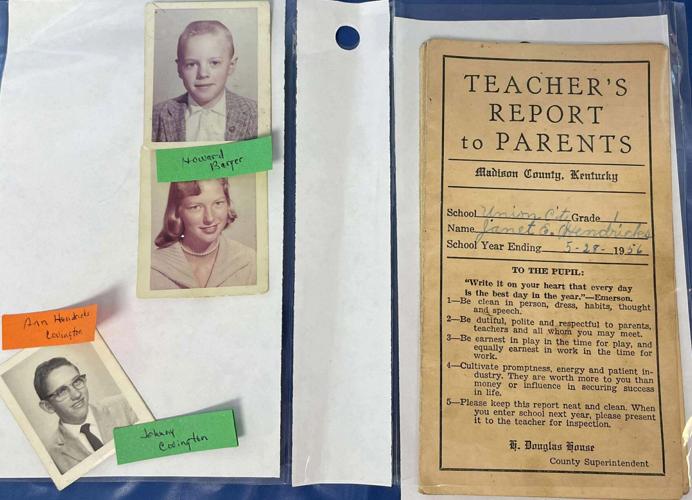 Howard
Barger
Ann Hendricks
Covington
Johnny
Covington
TEACHER'S
REPORT
to PARENTS
Madison County, Kentucky
School Union City Grade 1
Name Janet E. Hendricks
School Year Ending 5-28- 1956
TO THE PUPIL:
"Write it on your heart that every day
is the best day in the year."—Emerson.
1—Be clean in person, dress, habits, thought
and speech.
2—Be dutiful, polite and respectful to parents,
teachers and all whom you may meet.
3—Be earnest in play in the time for play, and
equally earnest in work in the time for
work.
4—Cultivate promptness, energy and patient in-
dustry. They are worth more to you than
money or influence in securing success
in life.
5—Please keep this report neat and clean. When
you enter school next year, please present
it to the teacher for inspection.
H. Douglas House
County Superintendent